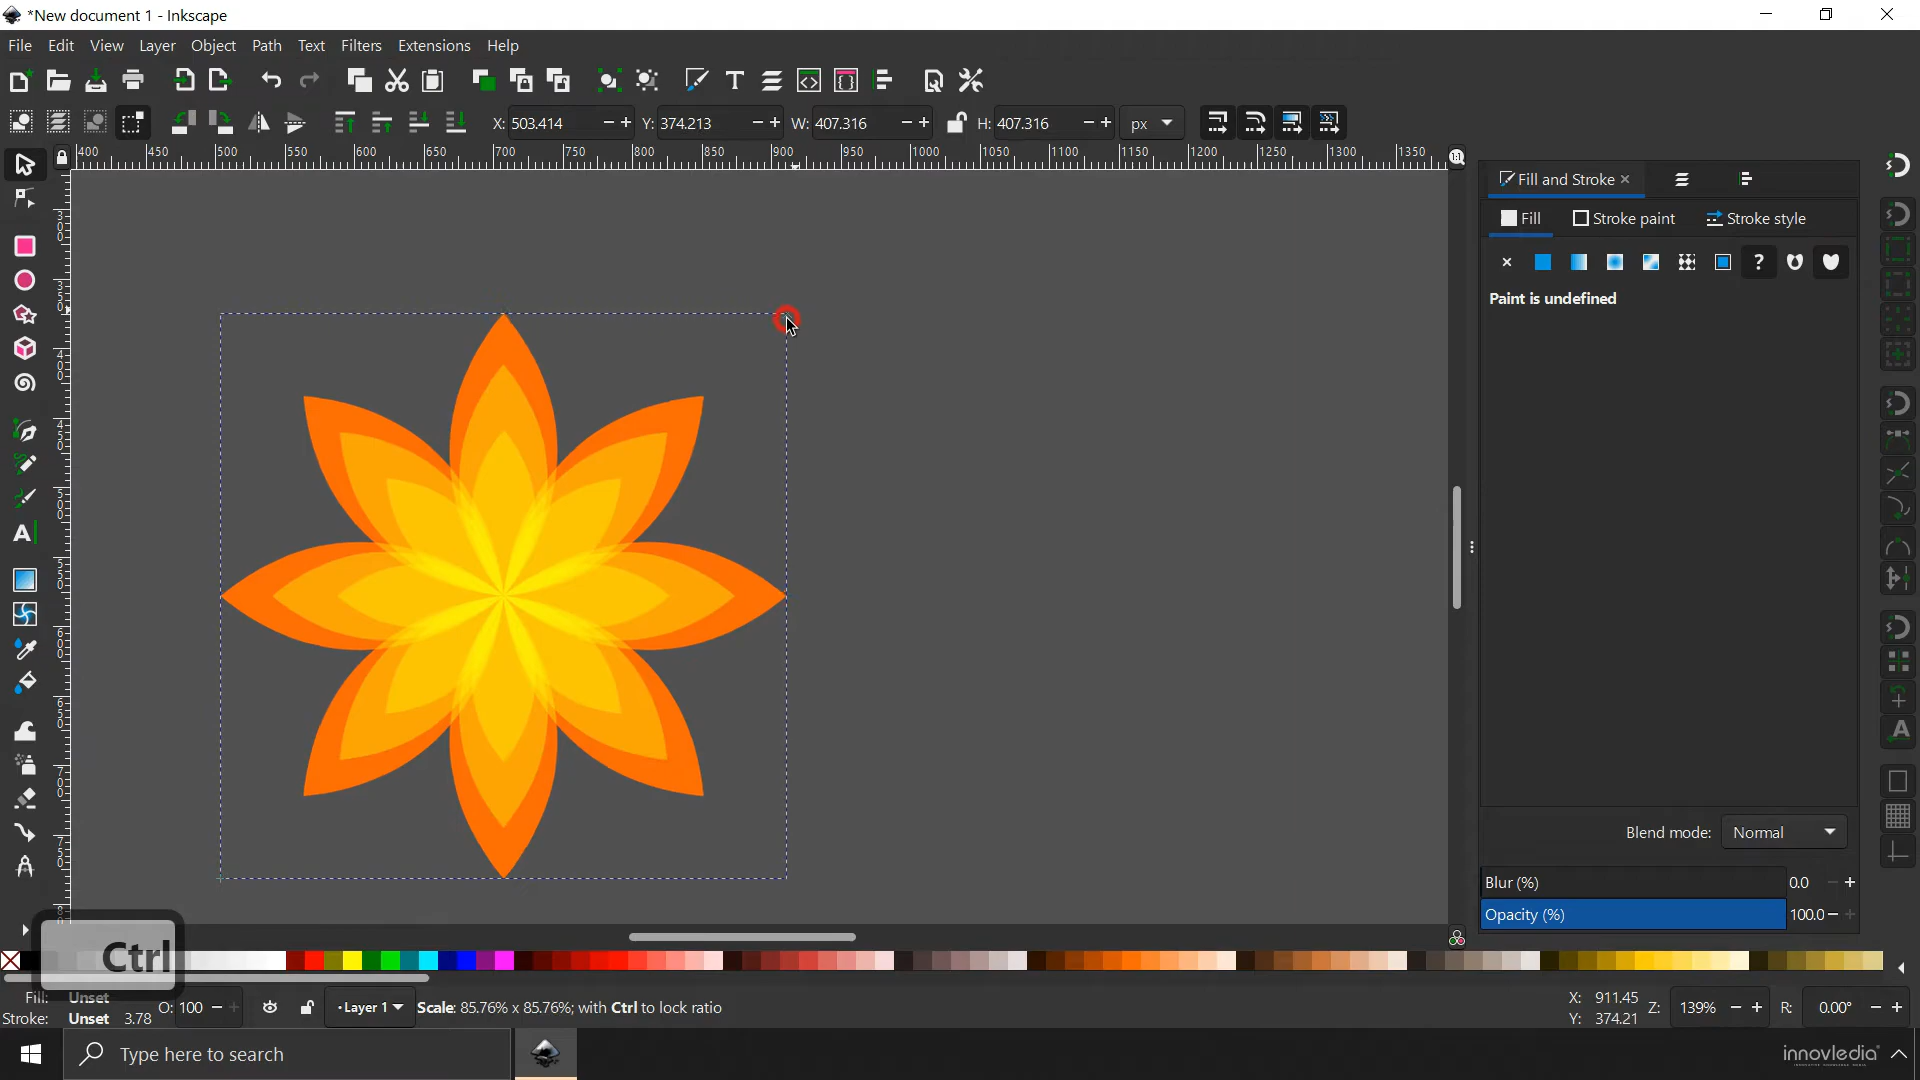 *New document 1 - Inkscape
File Edit View Layer Object Path Text Filters Extensions Help
X: 503.414 Y: 374.213 W: 407.316 H: 407.316 px
400 450 500 550 600 650 700 750 800 850 900 950 1000 1050 1100 1150 1200 1250 1300 1350 1:1
Fill and Stroke
Fill Stroke paint Stroke style
Paint is undefined
Blend mode: Normal
Blur (%) 0.0
Opacity (%) 100.0
Ctrl
Fill: Unset
Stroke: Unset 3.78
O: 100
Layer 1
Scale: 85.76% x 85.76%; with Ctrl to lock ratio
X: 911.45
Y: 374.21
Z: 139%
R: 0.00°
Type here to search
innovledia